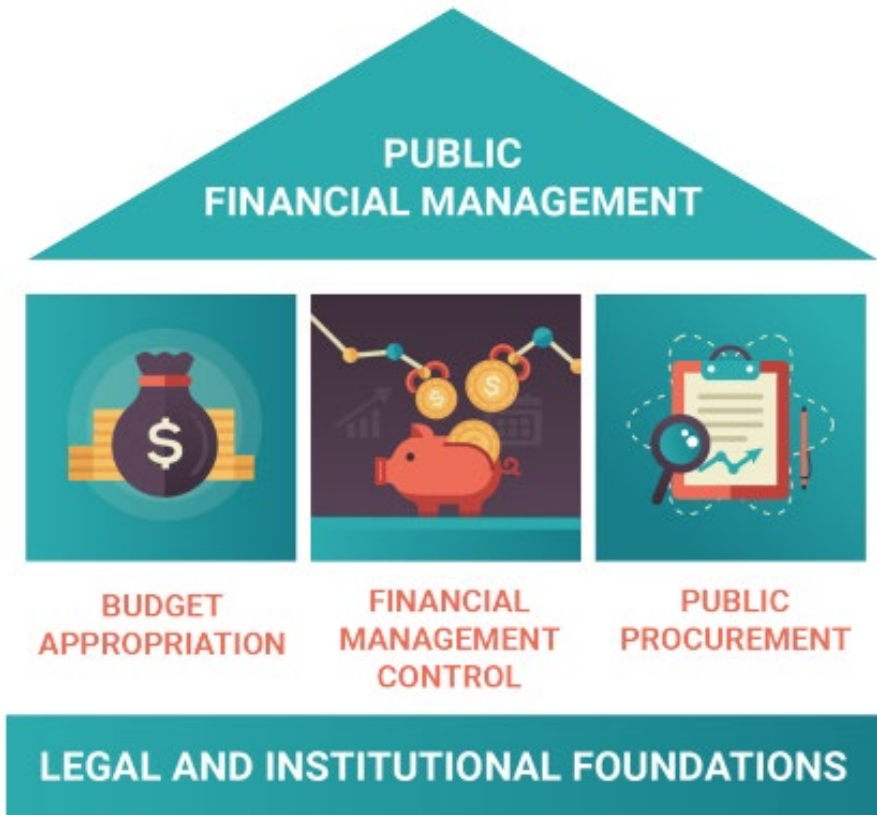 PUBLIC
FINANCIAL MANAGEMENT
$
$
$
BUDGET
APPROPRIATION
FINANCIAL
MANAGEMENT
CONTROL
PUBLIC
PROCUREMENT
LEGAL AND INSTITUTIONAL FOUNDATIONS